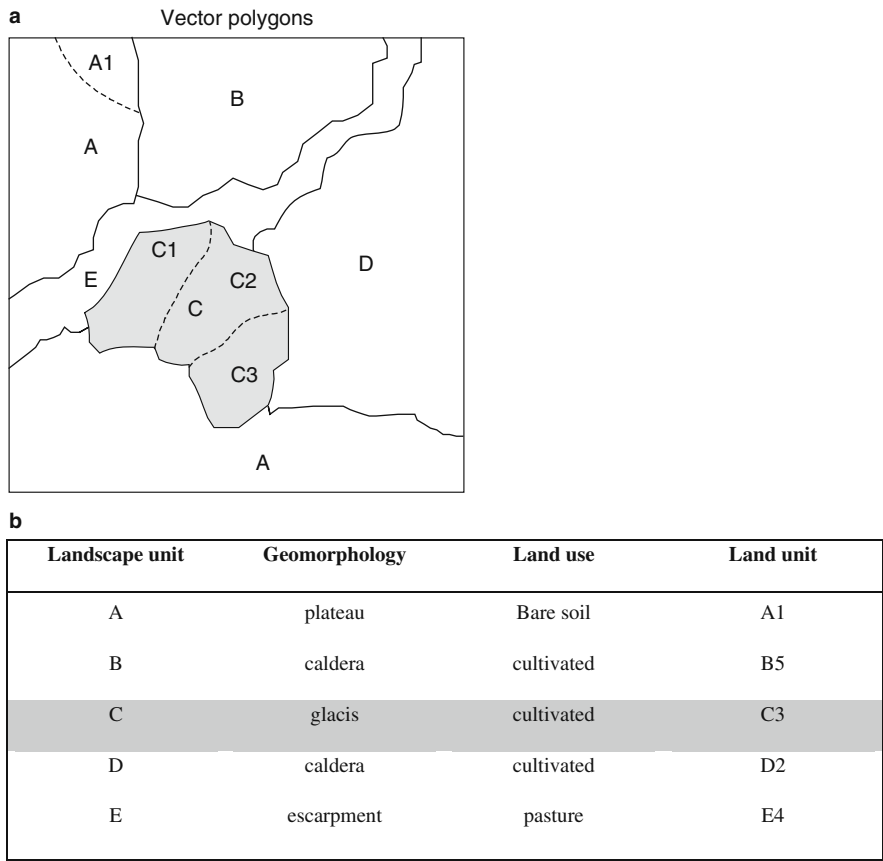 a
Vector polygons
A1
B
A
C1
E
C2
D
C
C3
A
b
Landscape unit Geomorphology Land use Land unit
A plateau Bare soil A1
B caldera cultivated B5
C glacis cultivated C3
D caldera cultivated D2
E escarpment pasture E4